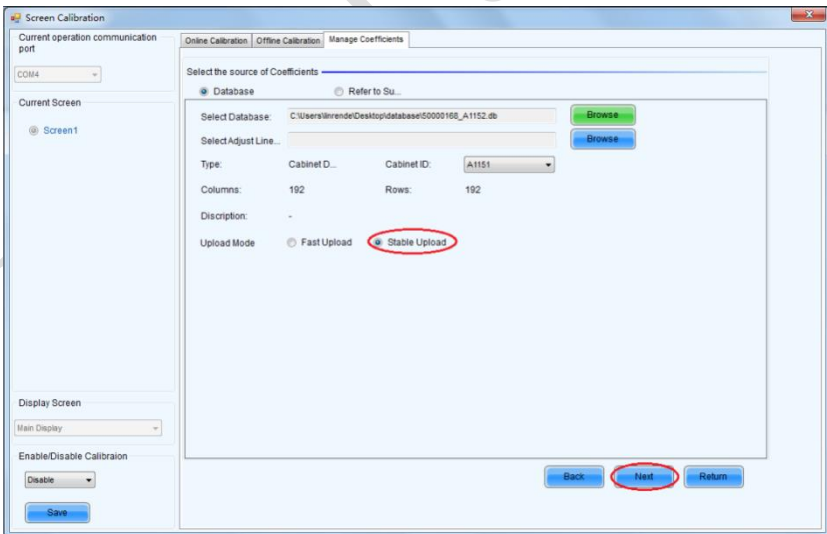 Screen Calibration
Current operation communication
port
COM4
Current Screen
Screen1
Display Screen
Main Display
Enable/Disable Calibraion
Disable
Save
Online Calibration Offline Calibration Manage Coefficients
Select the source of Coefficients
Database Refer to Su...
Select Database: C:\Users\linrende\Desktop\database\50000168_A1152.db Browse
Select Adjust Line... Browse
Type: Cabinet D... Cabinet ID: A1151
Columns: 192 Rows: 192
Discription: -
Upload Mode Fast Upload Stable Upload
Back Next Return